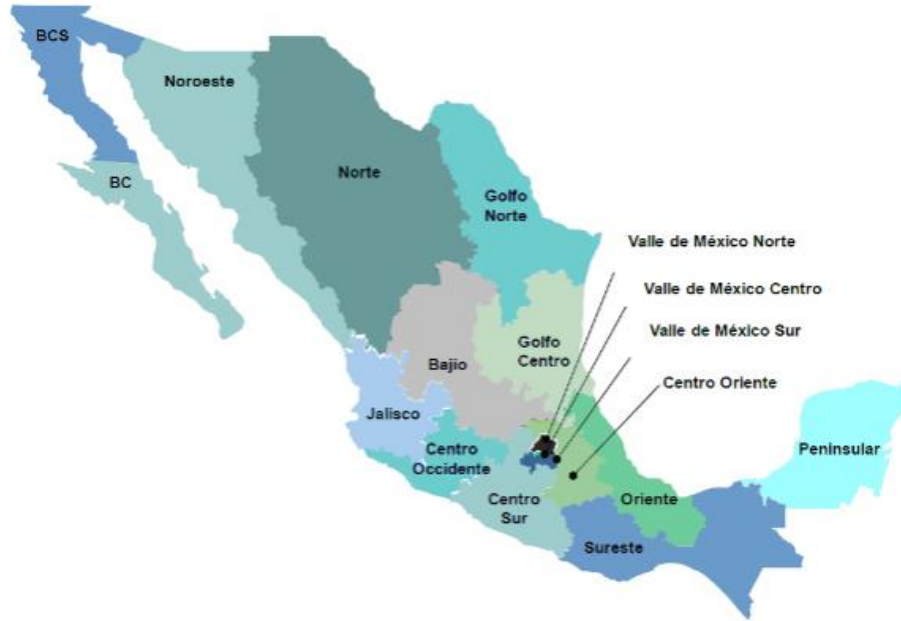 BCS
Noroeste
BC
Norte
Golfo
Norte
Valle de México Norte
Valle de México Centro
Valle de México Sur
Golfo
Centro
Bajío
Centro Oriente
Jalisco
Centro
Occidente
Peninsular
Centro
Sur
Oriente
Sureste